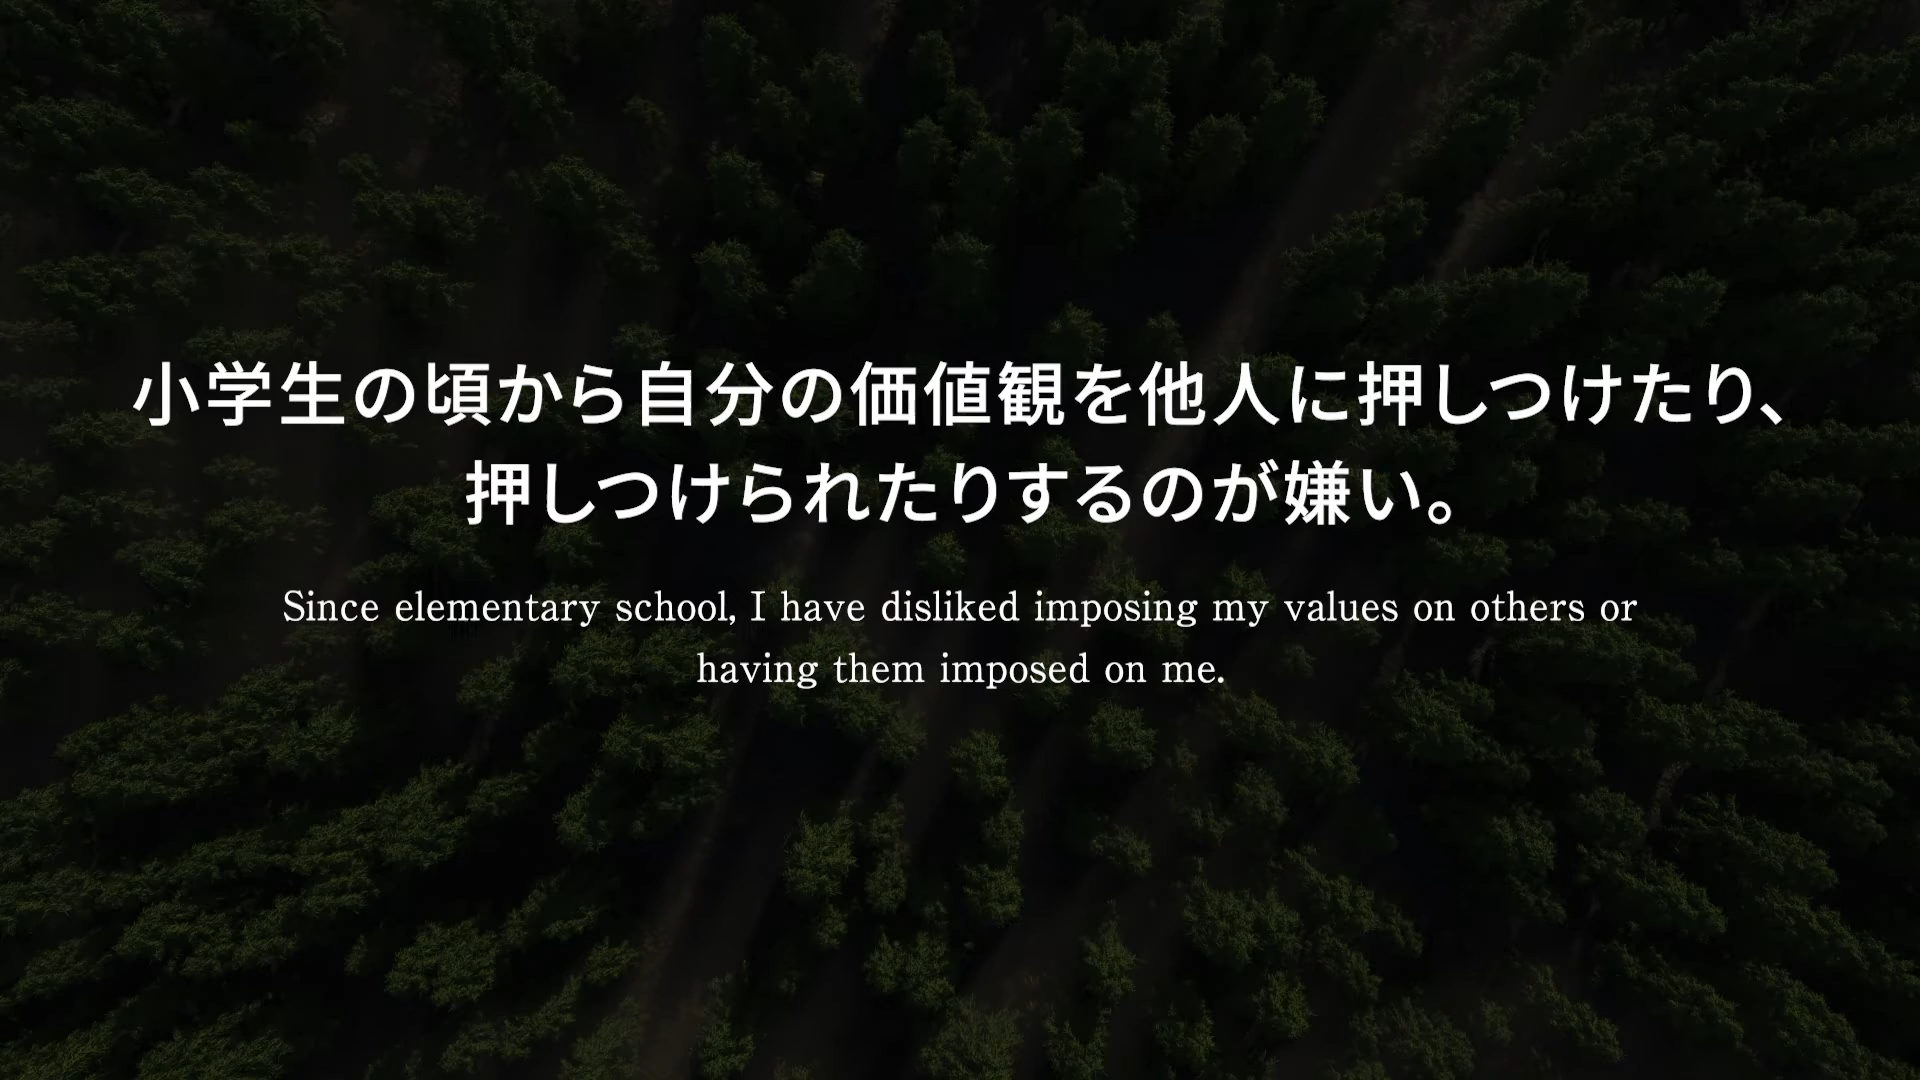 小学生の頃から自分の価値観を他人に押しつけたり、
押しつけられたりするのが嫌い。
Since elementary school, I have disliked imposing my values on others or
having them imposed on me.